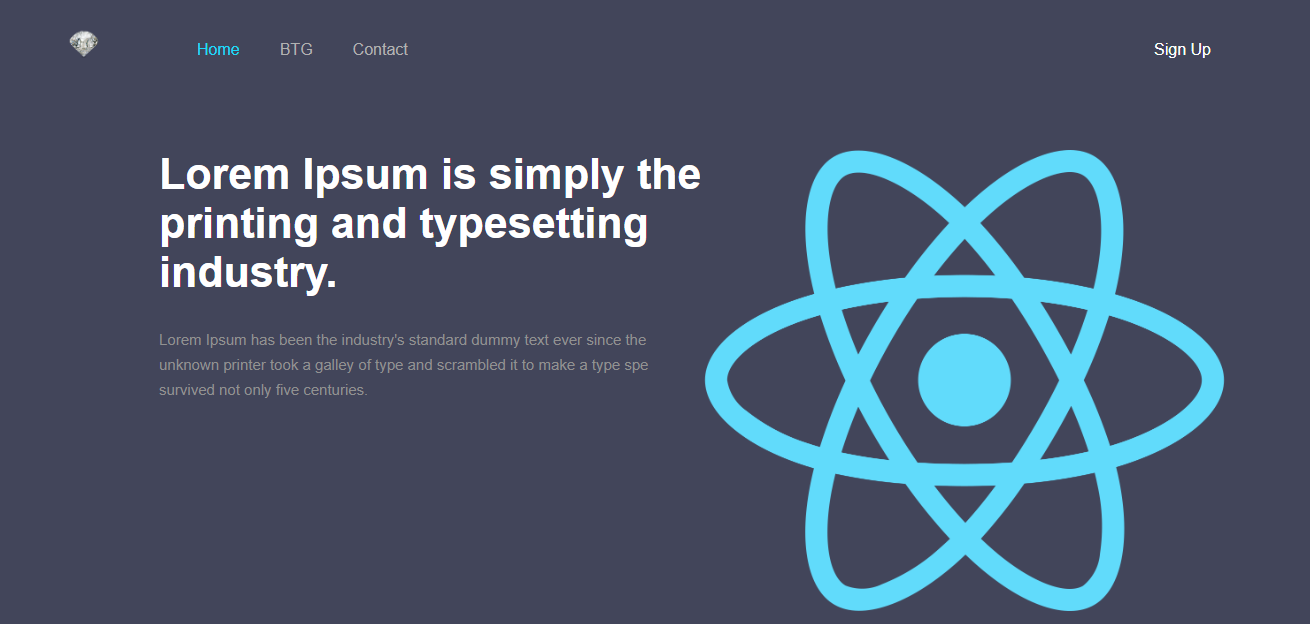 Home BTG Contact Sign Up
Lorem Ipsum is simply the
printing and typesetting
industry.
Lorem Ipsum has been the industry's standard dummy text ever since the
unknown printer took a galley of type and scrambled it to make a type spe
survived not only five centuries.